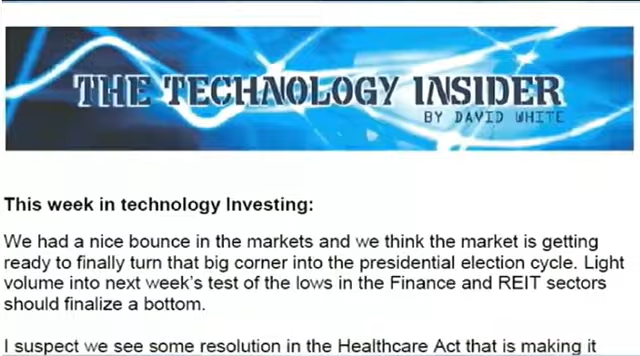 THE TECHNOLOGY INSIDER
BY DAVID WHITE
This week in technology Investing:
We had a nice bounce in the markets and we think the market is getting
ready to finally turn that big corner into the presidential election cycle. Light
volume into next week's test of the lows in the Finance and REIT sectors
should finalize a bottom.
I suspect we see some resolution in the Healthcare Act that is making it